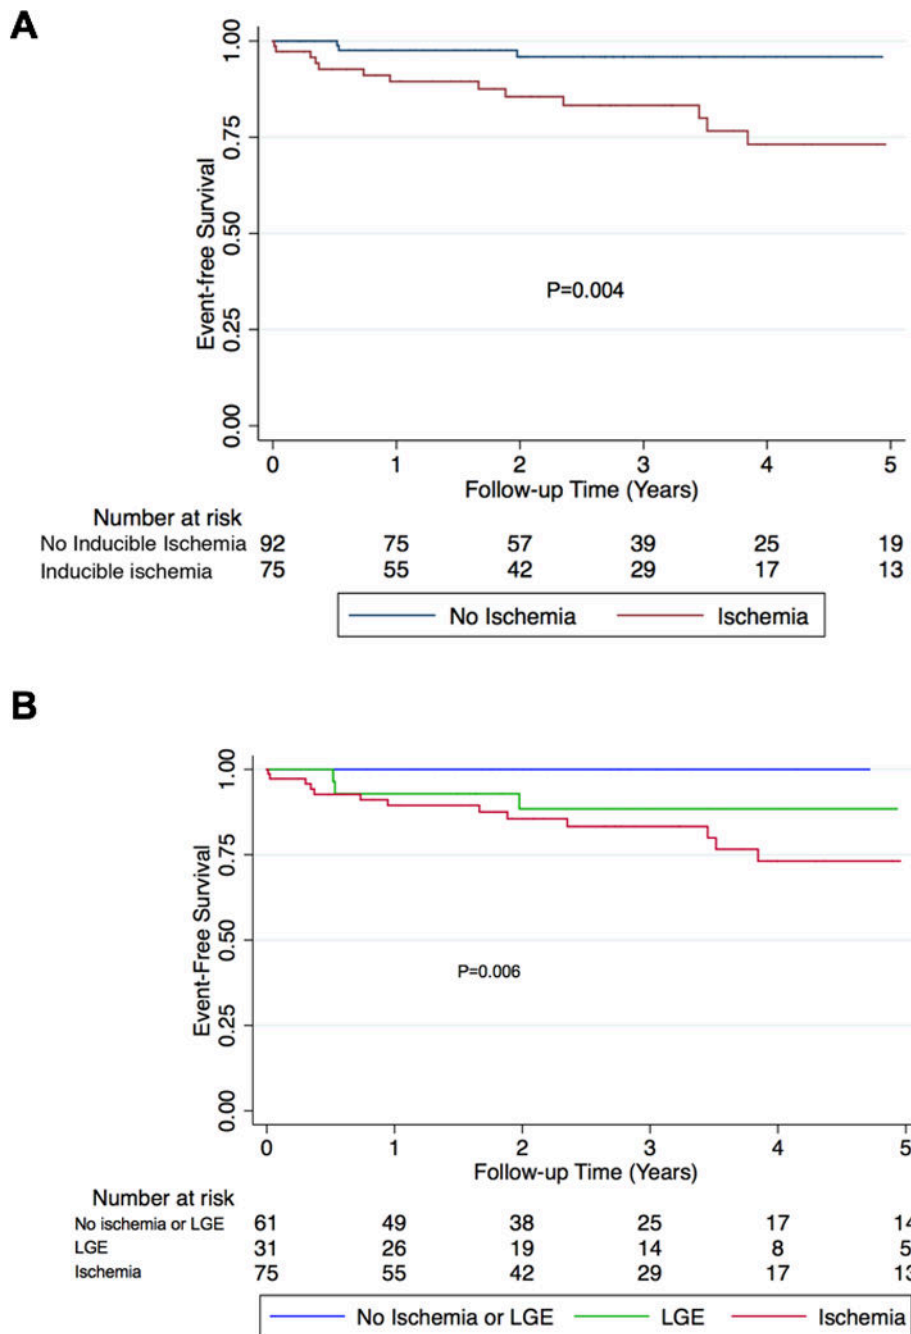 A
1.00
0.75
0.50
0.25
0.00
Event-free Survival
P=0.004
0 1 2 3 4 5
Follow-up Time (Years)
Number at risk
No Inducible Ischemia 92 75 57 39 25 19
Inducible ischemia 75 55 42 29 17 13
No Ischemia Ischemia
B
1.00
0.75
0.50
0.25
0.00
Event-Free Survival
P=0.006
0 1 2 3 4 5
Follow-up Time (Years)
Number at risk
No ischemia or LGE 61 49 38 25 17 14
LGE 31 26 19 14 8 5
Ischemia 75 55 42 29 17 13
No Ischemia or LGE LGE Ischemia